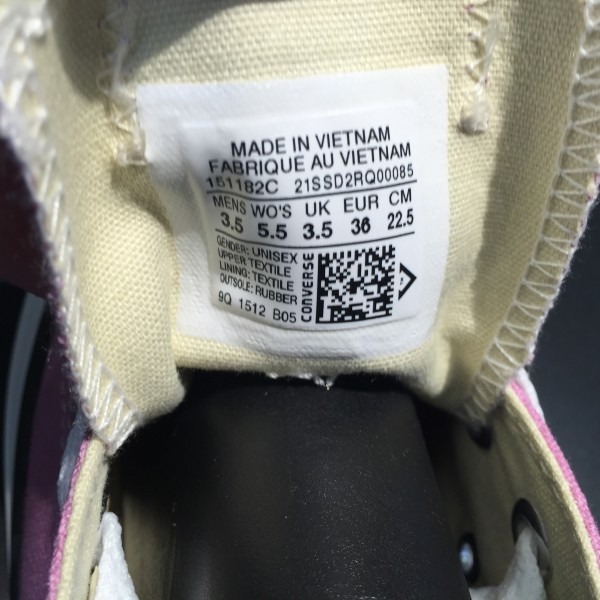 MADE IN VIETNAM
FABRIQUE AU VIETNAM
151182C 21SSD2RQ00085
MENS WO'S UK EUR CM
3.5 5.5 3.5 36 22.5
GENDER: UNISEX
UPPER: TEXTILE
LINING: TEXTILE
OUTSOLE: RUBBER
9Q 1512 B05
CONVERSE